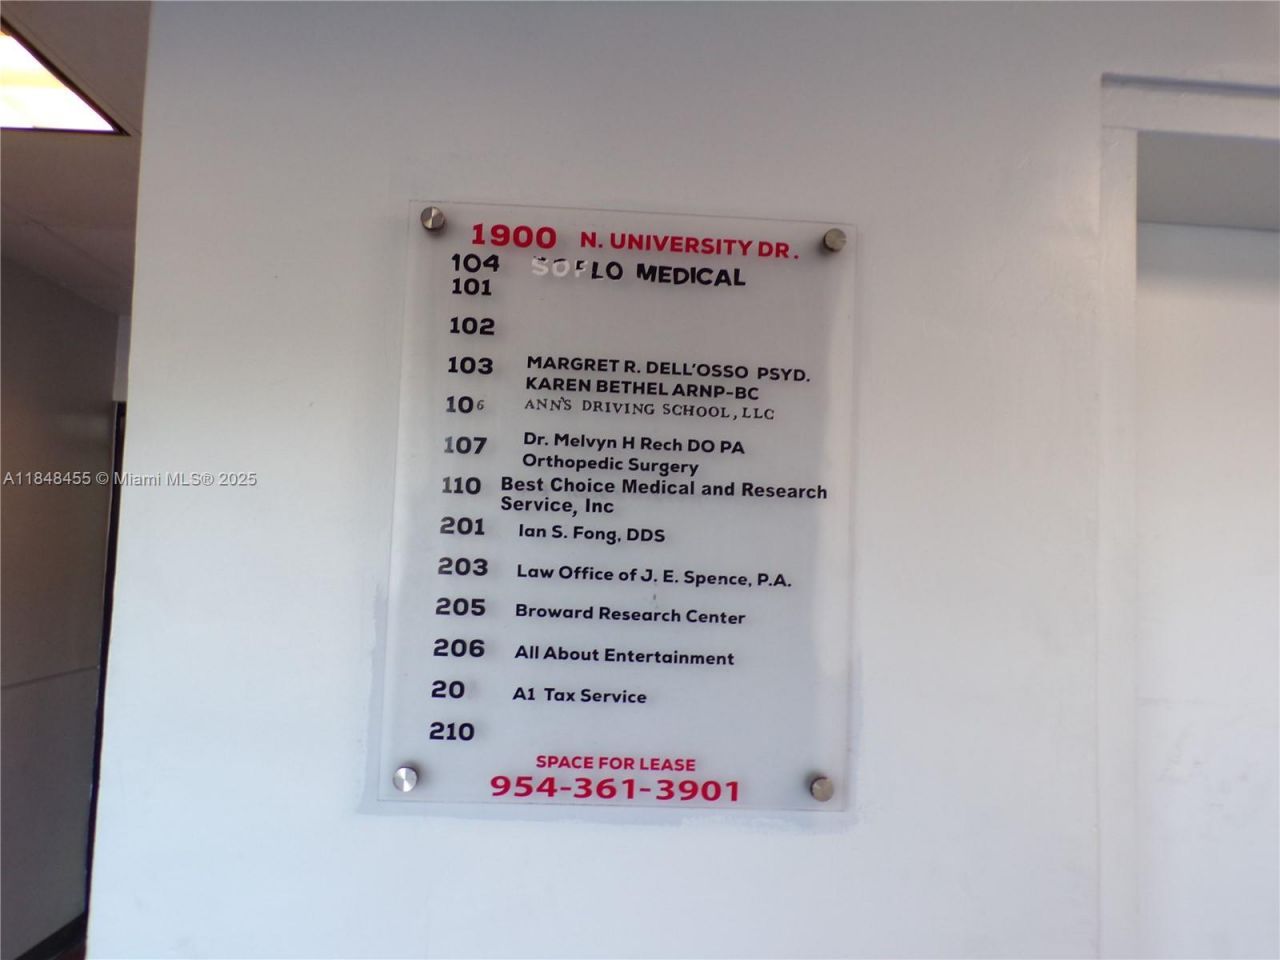 1900 N. UNIVERSITY DR.
104 SOFLO MEDICAL
101
102
103 MARGRET R. DELL'OSSO PSYD.
KAREN BETHEL ARNP-BC
106 ANN'S DRIVING SCHOOL, LLC
107 Dr. Melvyn H Rech DO PA
Orthopedic Surgery
110 Best Choice Medical and Research
Service, Inc
201 Ian S. Fong, DDS
203 Law Office of J. E. Spence, P.A.
205 Broward Research Center
206 All About Entertainment
20 A1 Tax Service
210
SPACE FOR LEASE
954-361-3901
A11848455 © Miami MLS® 2025